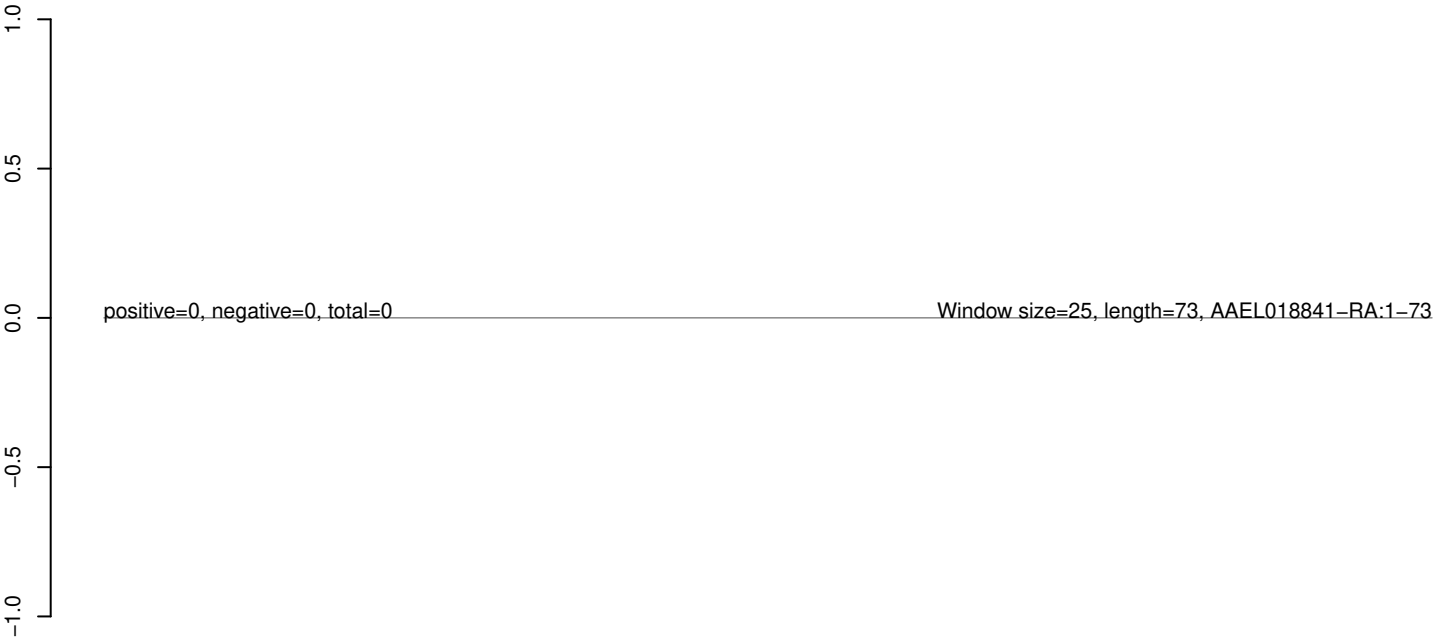 1.0
0.5
0.0
−0.5
−1.0
positive=0, negative=0, total=0
Window size=25, length=73, AAEL018841−RA:1−73